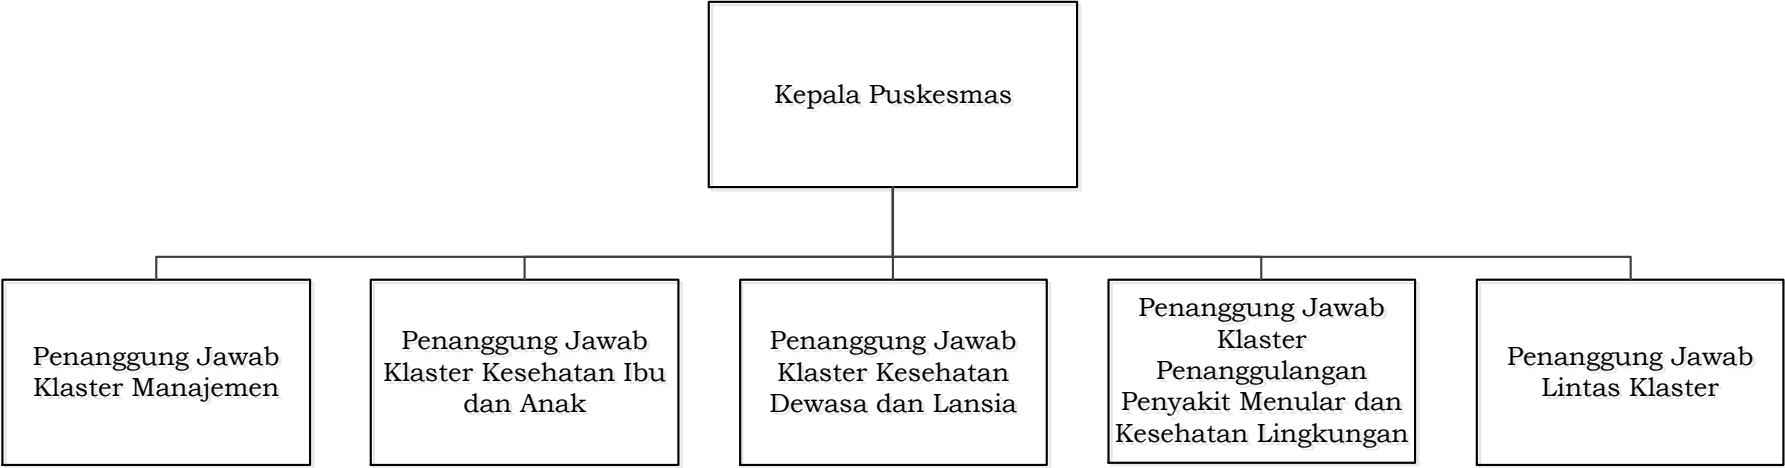 Kepala Puskesmas
Penanggung Jawab
Klaster Manajemen
Penanggung Jawab
Klaster Kesehatan Ibu
dan Anak
Penanggung Jawab
Klaster Kesehatan
Dewasa dan Lansia
Penanggung Jawab
Klaster
Penanggulangan
Penyakit Menular dan
Kesehatan Lingkungan
Penanggung Jawab
Lintas Klaster